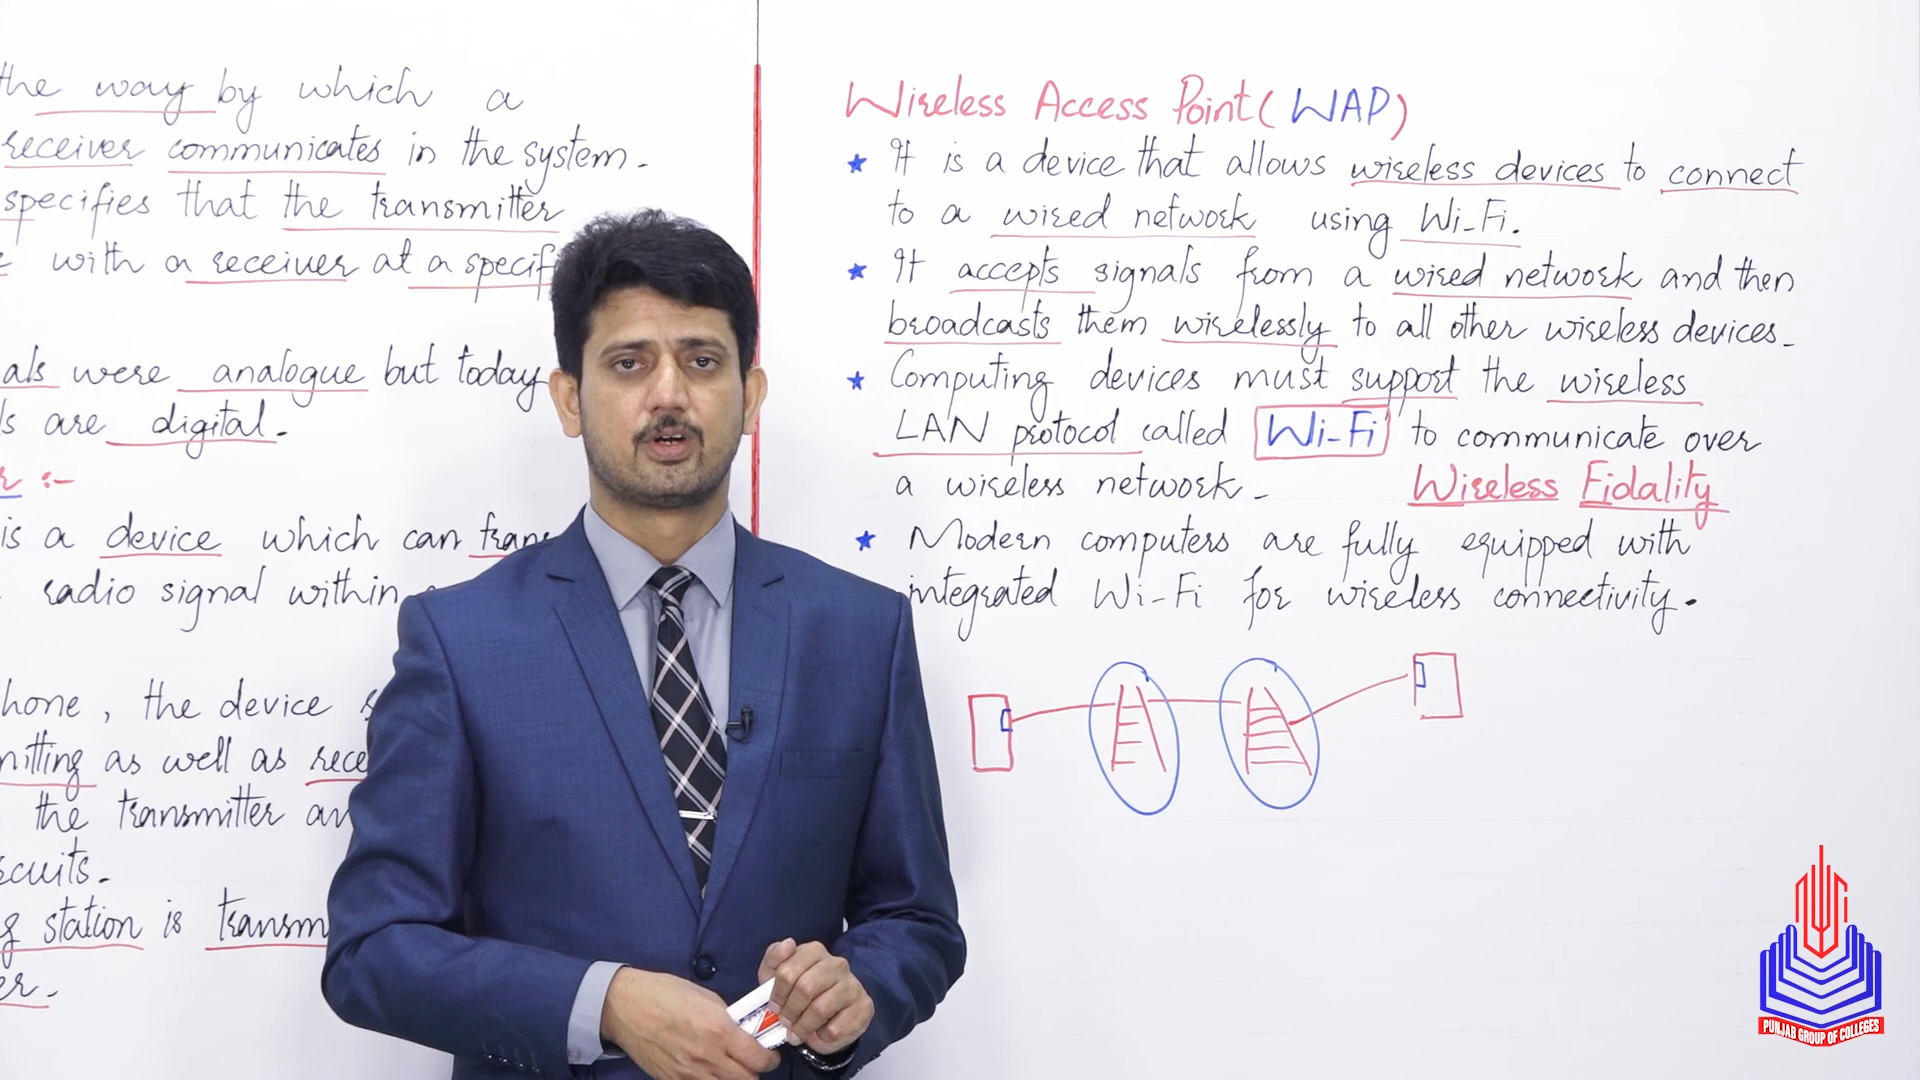 the way by which a
receiver communicates in the system.
specifies that the transmitter
with a receiver at a specif
als were analogue but today
ls are digital.
is a device which can trans
radio signal within
hone, the device s
mitting as well as rece
the transmitter an
rcuits.
g station is transm
er.
Wireless Access Point (WAP)
★ It is a device that allows wireless devices to connect
to a wired network using Wi-Fi.
★ It accepts signals from a wired network and then
broadcasts them wirelessly to all other wireless devices.
★ Computing devices must support the wireless
LAN protocol called Wi-Fi to communicate over
a wireless network.
Wireless Fidality
★ Modern computers are fully equipped with
integrated Wi-Fi for wireless connectivity.
PUNJAB GROUP OF COLLEGES